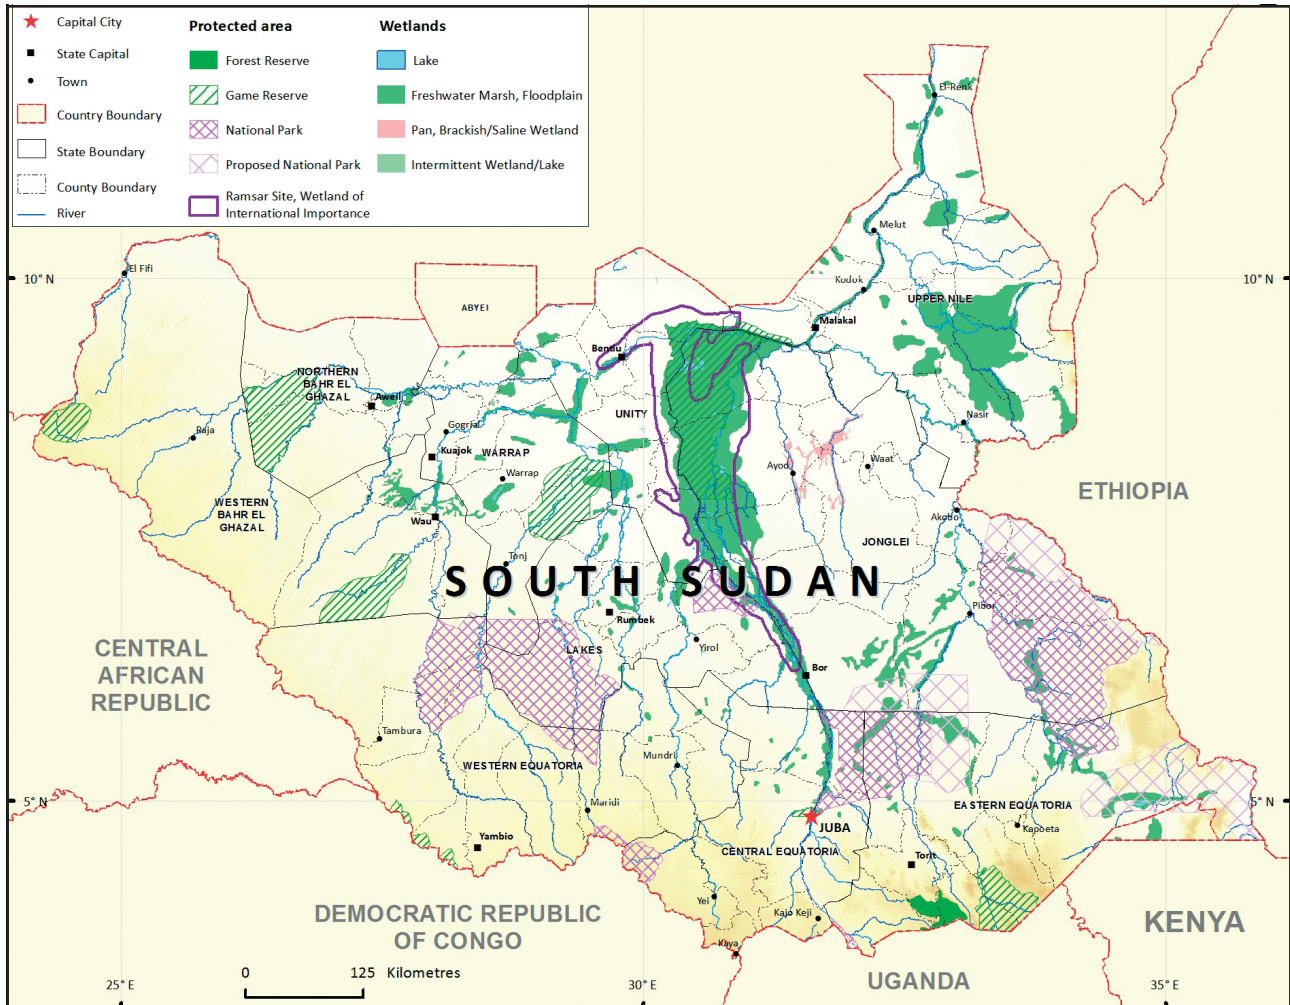 Capital City
State Capital
Town
Country Boundary
State Boundary
County Boundary
River
Protected area
Forest Reserve
Game Reserve
National Park
Proposed National Park
Ramsar Site, Wetland of
International Importance
Wetlands
Lake
Freshwater Marsh, Floodplain
Pan, Brackish/Saline Wetland
Intermittent Wetland/Lake
El-Renk
Melut
El Fifi
10° N
10° N
Kodok
UPPER NILE
ABYEI
Malakal
Bentiu
NORTHERN
BAHR EL
GHAZAL
Aweil
UNITY
Nasir
Gogrial
Raja
Kuajok
WARRAP
Ayod
Waat
Warrap
ETHIOPIA
WESTERN
BAHR EL
GHAZAL
Wau
Akobo
JONGLEI
Tonj
SOUTH SUDAN
Pibor
Rumbek
CENTRAL
AFRICAN
REPUBLIC
LAKES
Yirol
Bor
Tambura
Mundri
WESTERN EQUATORIA
5° N
Maridi
EASTERN EQUATORIA
5° N
JUBA
Kapoeta
Yambio
CENTRAL EQUATORIA
Torit
Yei
DEMOCRATIC REPUBLIC
OF CONGO
Kajo Keji
KENYA
Kaya
0 125 Kilometres
UGANDA
25° E
30° E
35° E